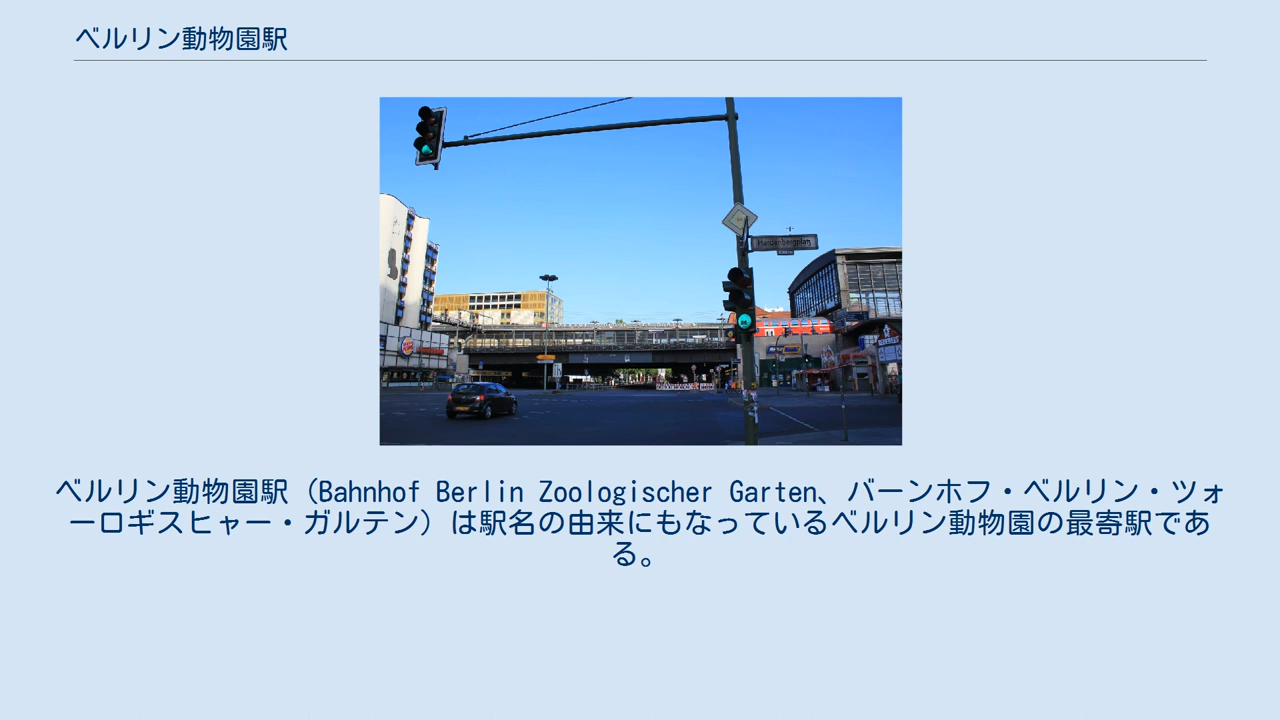 ベルリン動物園駅
Hardenbergplatz
ベルリン動物園駅（Bahnhof Berlin Zoologischer Garten、バーンホフ・ベルリン・ツォ
ーロギスヒャー・ガルテン）は駅名の由来にもなっているベルリン動物園の最寄駅であ
る。